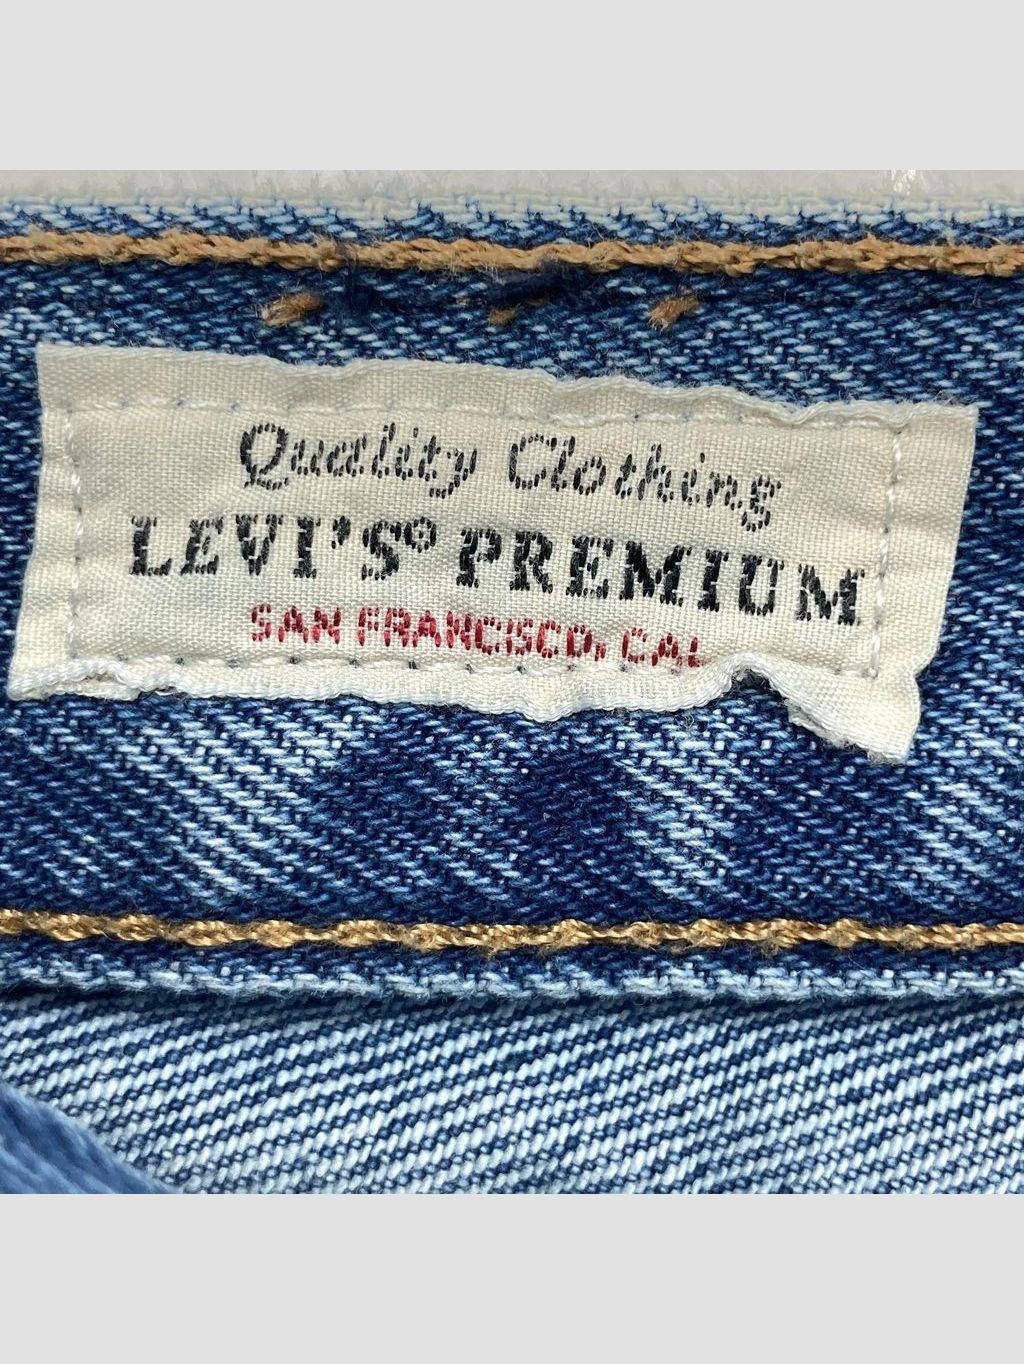 Quality Clothing
LEVI'S® PREMIUM
SAN FRANCISCO, CAL